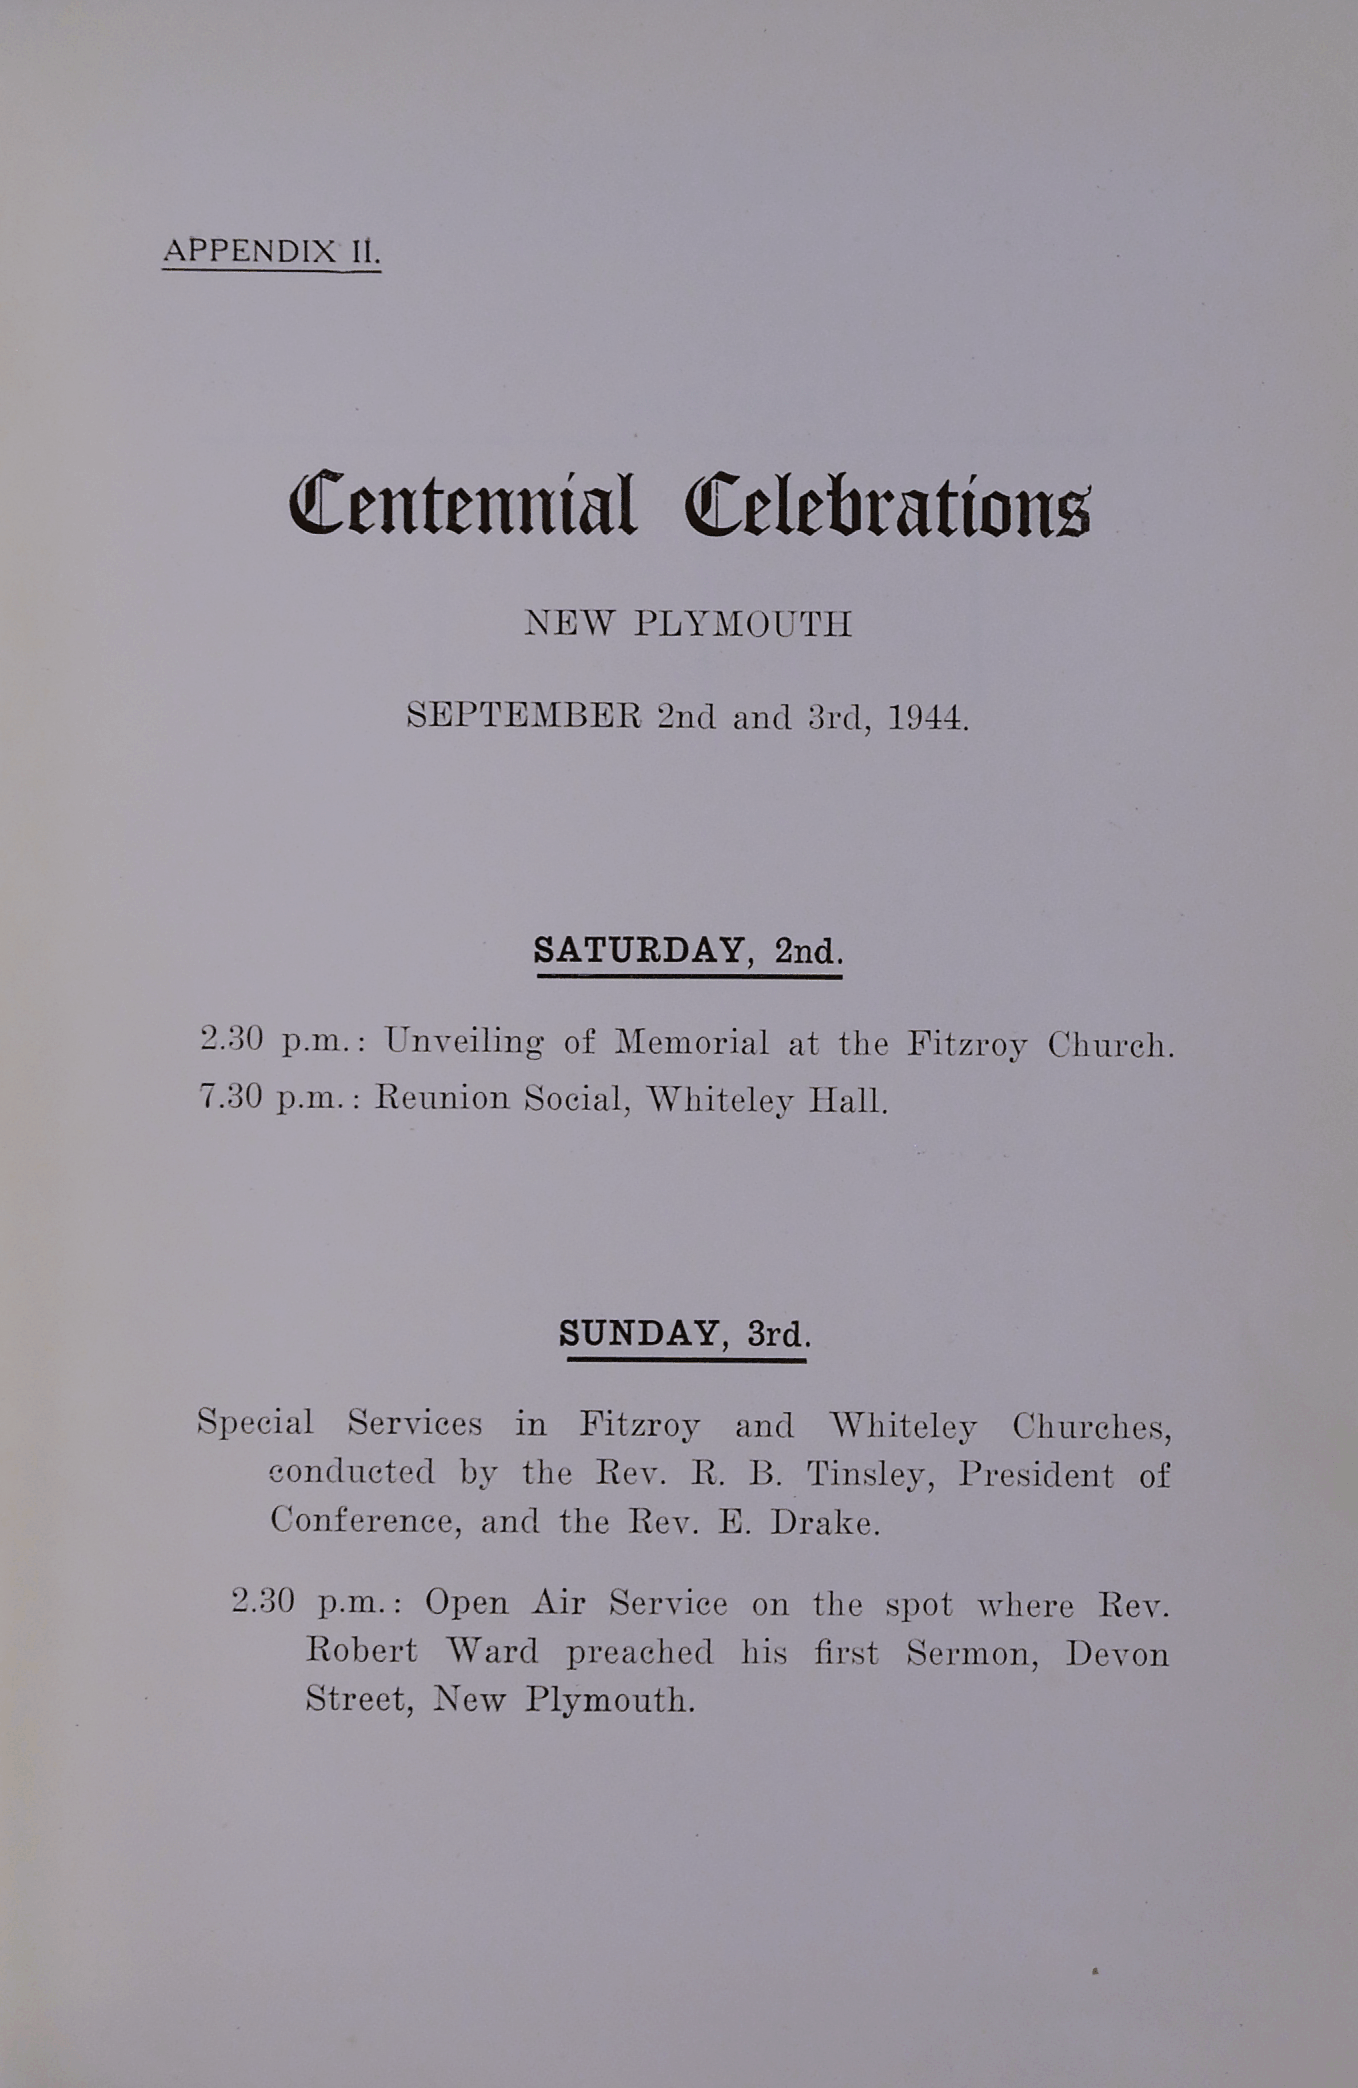 APPENDIX II.
Centennial Celebrations
NEW PLYMOUTH
SEPTEMBER 2nd and 3rd, 1944.
SATURDAY, 2nd.
2.30 p.m.: Unveiling of Memorial at the Fitzroy Church.
7.30 p.m.: Reunion Social, Whiteley Hall.
SUNDAY, 3rd.
Special Services in Fitzroy and Whiteley Churches,
conducted by the Rev. R. B. Tinsley, President of
Conference, and the Rev. E. Drake.
2.30 p.m.: Open Air Service on the spot where Rev.
Robert Ward preached his first Sermon, Devon
Street, New Plymouth.